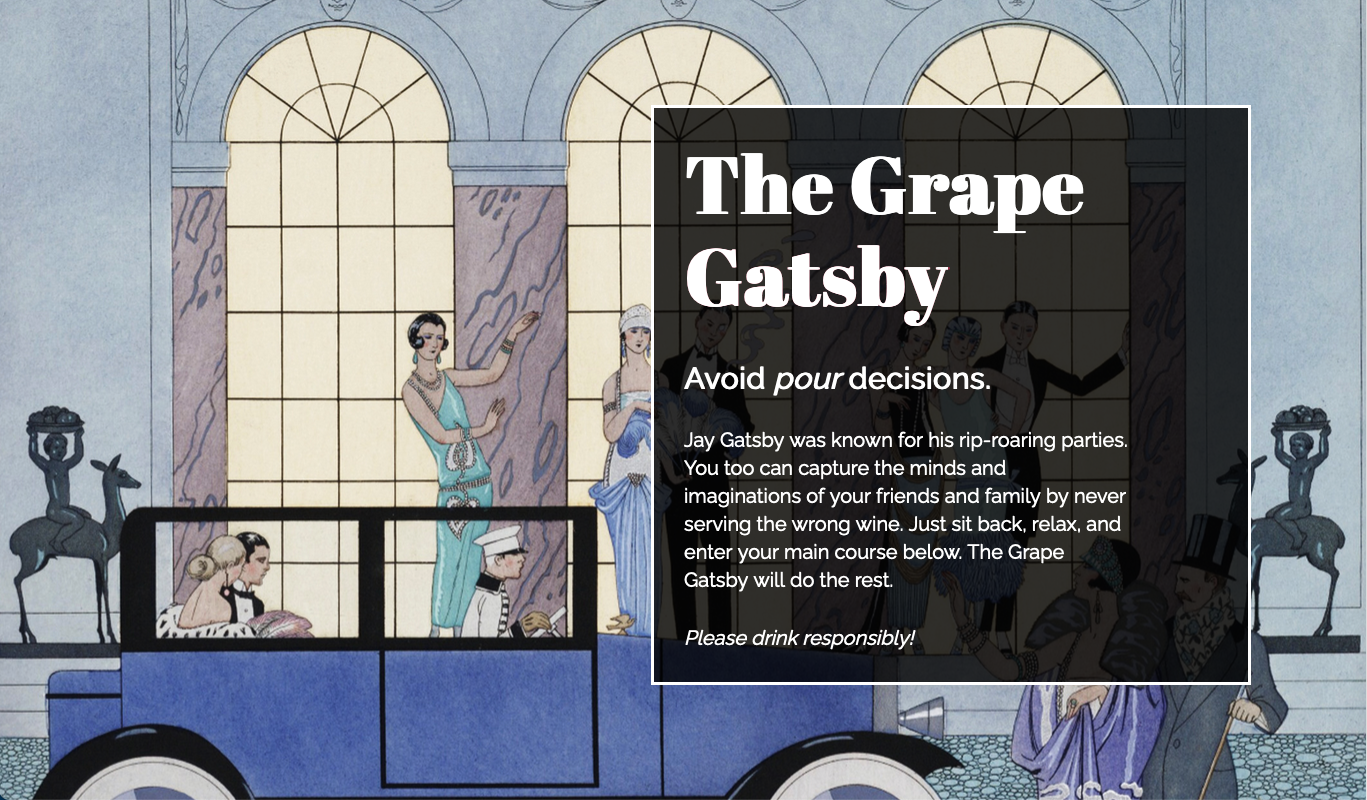 The Grape
Gatsby
Avoid pour decisions.
Jay Gatsby was known for his rip-roaring parties.
You too can capture the minds and
imaginations of your friends and family by never
serving the wrong wine. Just sit back, relax, and
enter your main course below. The Grape
Gatsby will do the rest.
Please drink responsibly!